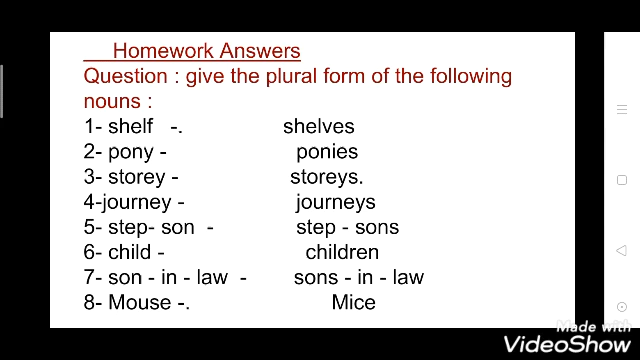 Homework Answers
Question : give the plural form of the following
nouns :
1- shelf -. shelves
2- pony - ponies
3- storey - storeys.
4-journey - journeys
5- step- son - step - sons
6- child - children
7- son - in - law - sons - in - law
8- Mouse -. Mice
Made with
VideoShow